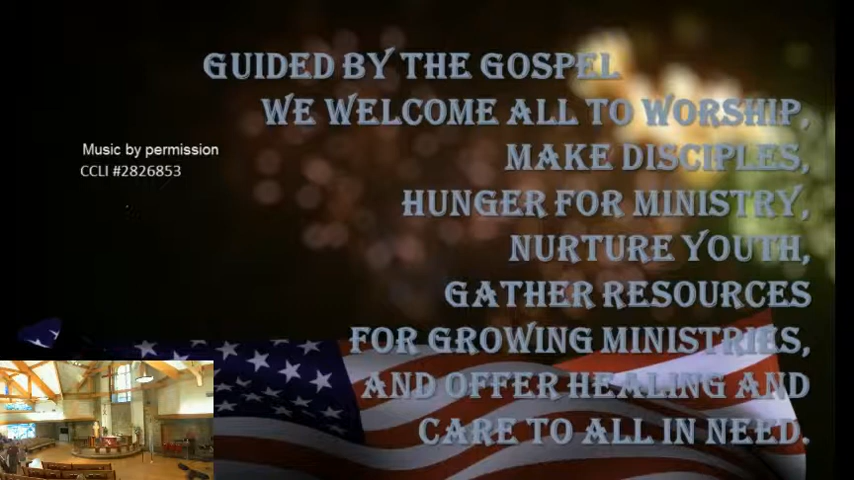 GUIDED BY THE GOSPEL
WE WELCOME ALL TO WORSHIP,
MAKE DISCIPLES,
HUNGER FOR MINISTRY,
NURTURE YOUTH,
GATHER RESOURCES
FOR GROWING MINISTRIES,
AND OFFER HEALING AND
CARE TO ALL IN NEED.
Music by permission
CCLI #2826853